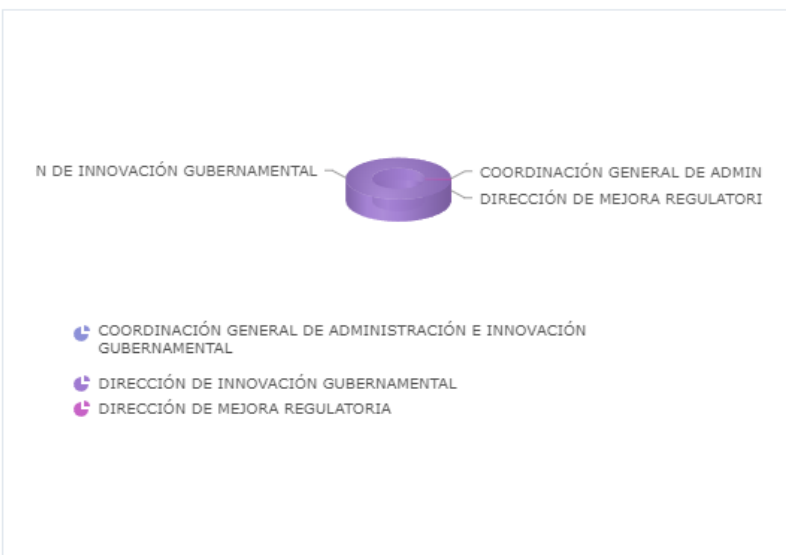 N DE INNOVACIÓN GUBERNAMENTAL
COORDINACIÓN GENERAL DE ADMIN
DIRECCIÓN DE MEJORA REGULATORI
COORDINACIÓN GENERAL DE ADMINISTRACIÓN E INNOVACIÓN
GUBERNAMENTAL
DIRECCIÓN DE INNOVACIÓN GUBERNAMENTAL
DIRECCIÓN DE MEJORA REGULATORIA